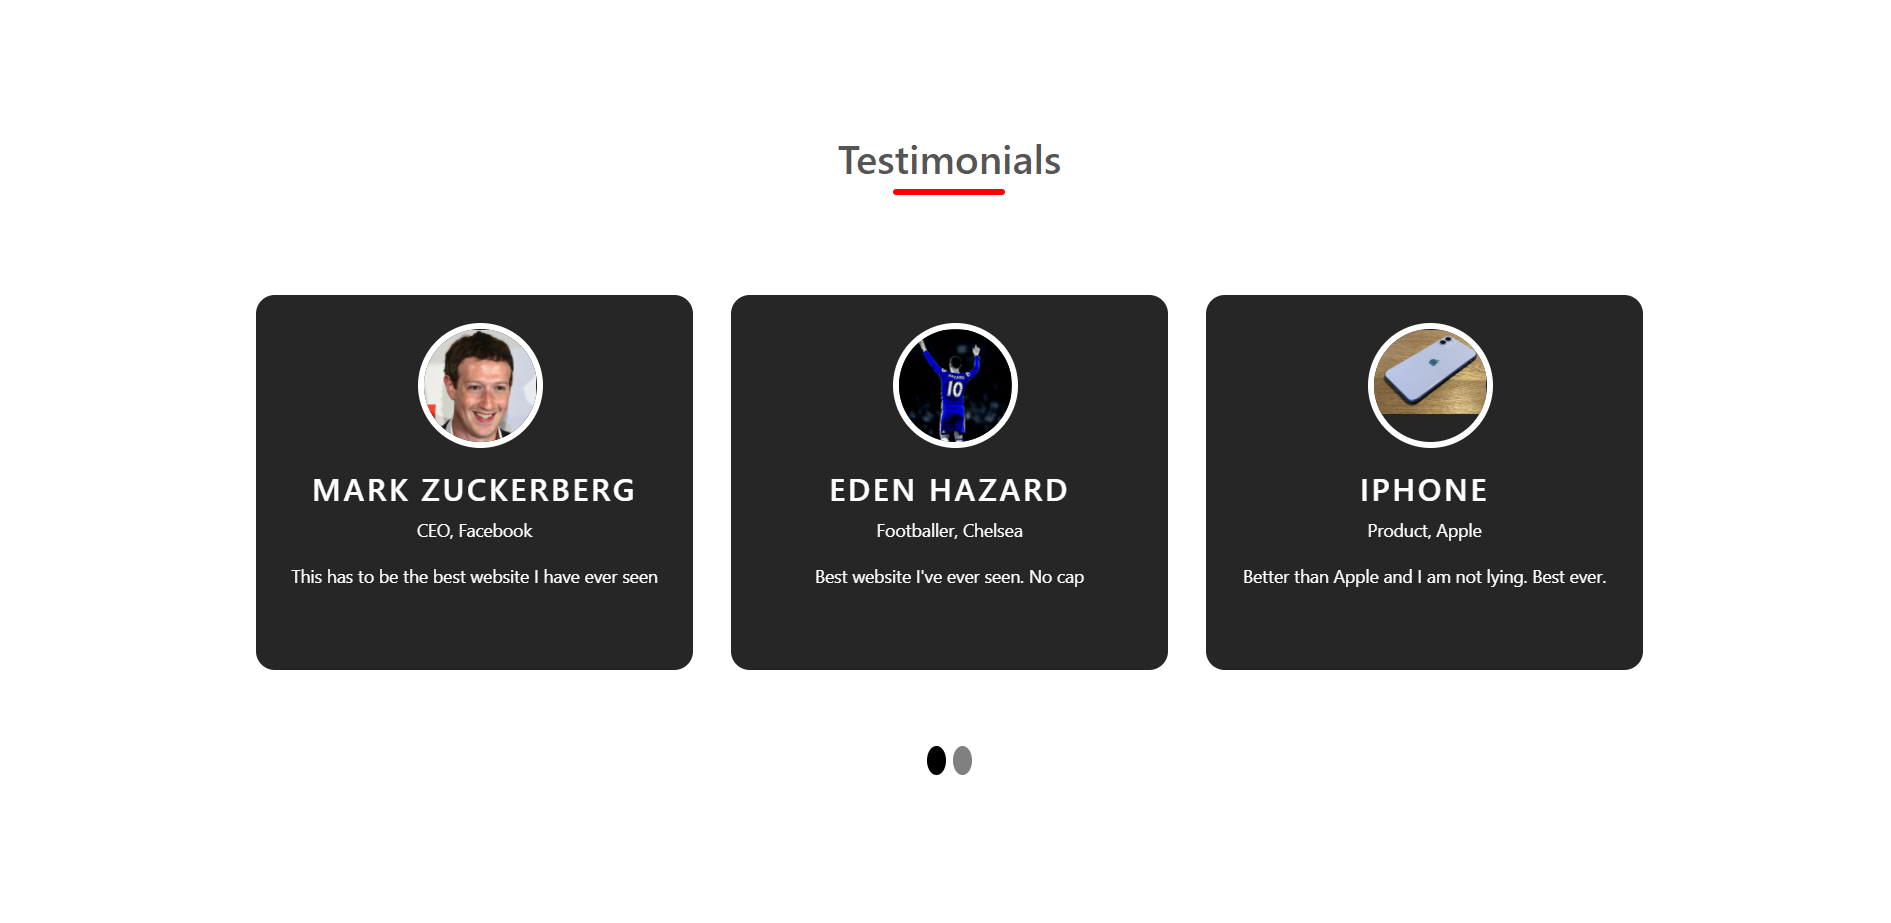 Testimonials
MARK ZUCKERBERG
CEO, Facebook
This has to be the best website I have ever seen
10
EDEN HAZARD
Footballer, Chelsea
Best website I've ever seen. No cap
IPHONE
Product, Apple
Better than Apple and I am not lying. Best ever.